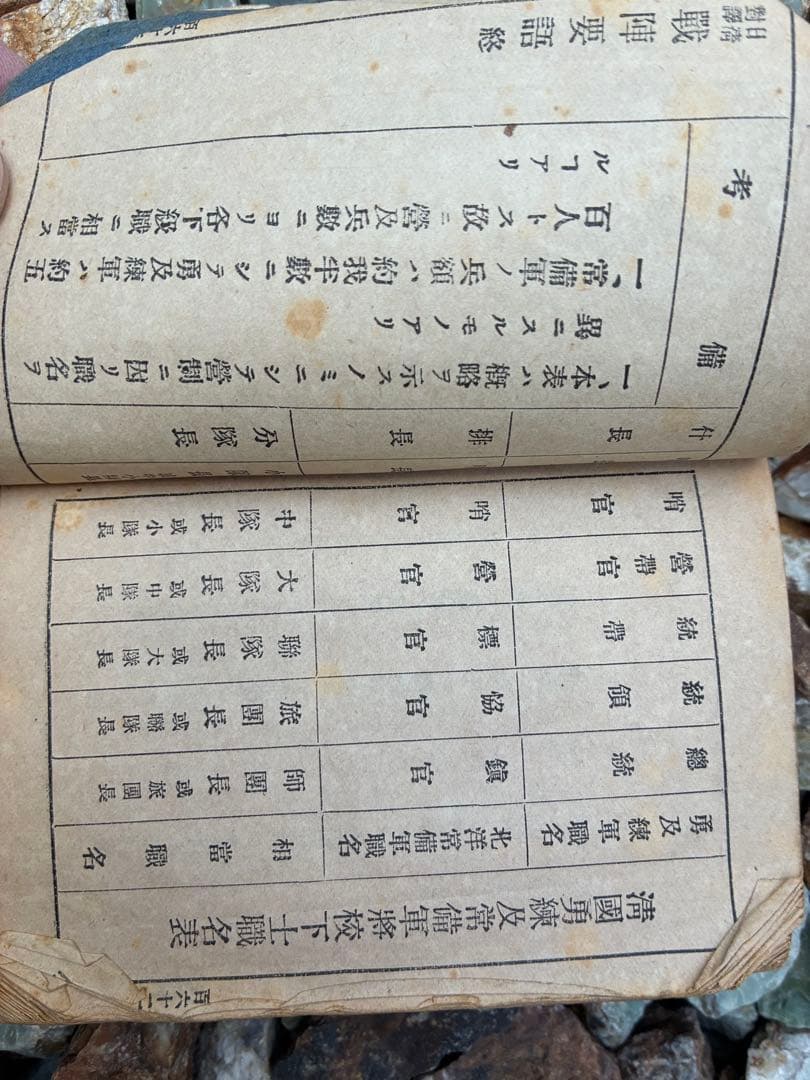 清國勇練及常備軍將校下士職名表
勇及練軍職名 北洋常備軍職名 相當職名
總統 鎭官 師團長或旅團長
統領 協官 旅團長或聯隊長
統帶 標官 聯隊長或大隊長
營帶官 營官 大隊長或中隊長
哨官 哨官 中隊長或小隊長
百六十一
什長 排長 分隊長
備考
一、本表ハ概略ヲ示スノミニシテ營制ニ因リ職名ヲ
異ニスルモノアリ
一、常備軍ノ兵額ハ約我半數ニシテ勇及練軍ハ約五
百人トス故ニ營及兵數ニヨリ各下級職ニ相當ス
ルヿアリ
日清對譯戰陣要語終